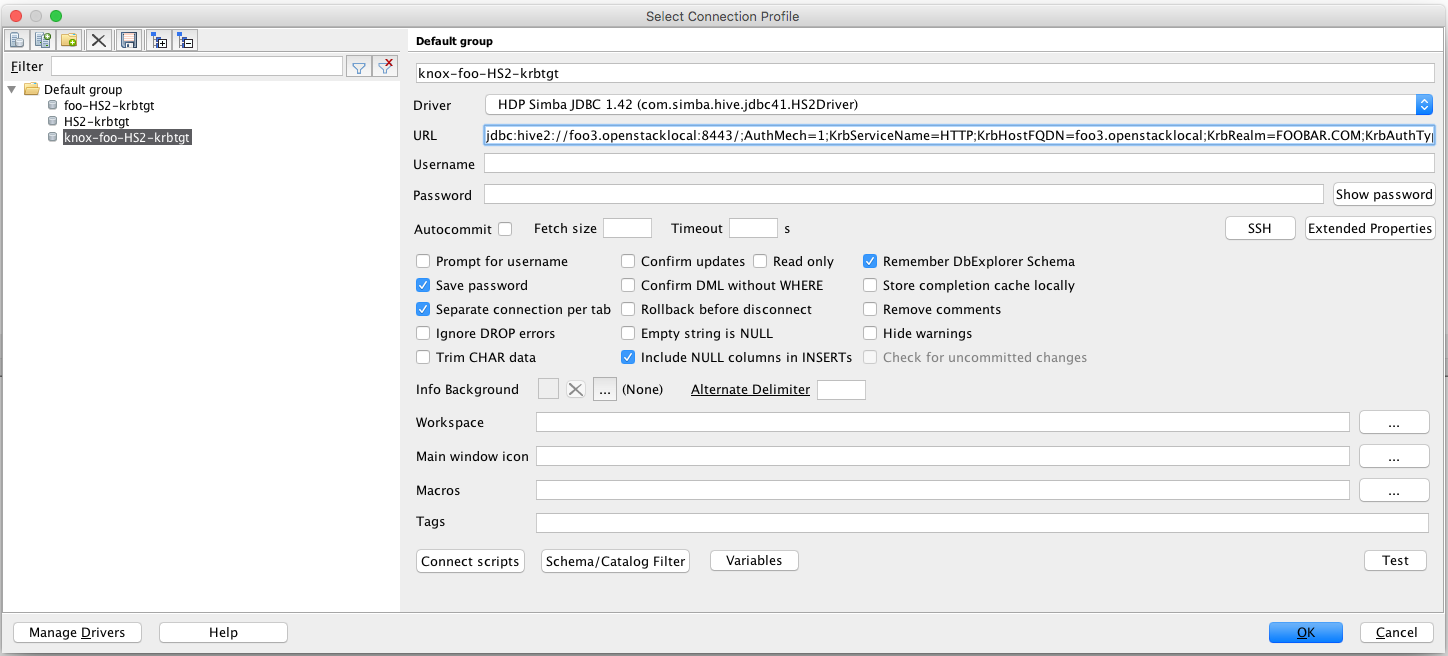 Select Connection Profile
Filter
Default group
foo-HS2-krbtgt
HS2-krbtgt
knox-foo-HS2-krbtgt
Default group
knox-foo-HS2-krbtgt
Driver HDP Simba JDBC 1.42 (com.simba.hive.jdbc41.HS2Driver)
URL jdbc:hive2://foo3.openstacklocal:8443/;AuthMech=1;KrbServiceName=HTTP;KrbHostFQDN=foo3.openstacklocal;KrbRealm=FOOBAR.COM;KrbAuthTyp
Username
Password Show password
Autocommit Fetch size Timeout s SSH Extended Properties
Prompt for username Confirm updates Read only Remember DbExplorer Schema
Save password Confirm DML without WHERE Store completion cache locally
Separate connection per tab Rollback before disconnect Remove comments
Ignore DROP errors Empty string is NULL Hide warnings
Trim CHAR data Include NULL columns in INSERTs Check for uncommitted changes
Info Background ... (None) Alternate Delimiter
Workspace ...
Main window icon ...
Macros ...
Tags
Connect scripts Schema/Catalog Filter Variables Test
Manage Drivers Help OK Cancel